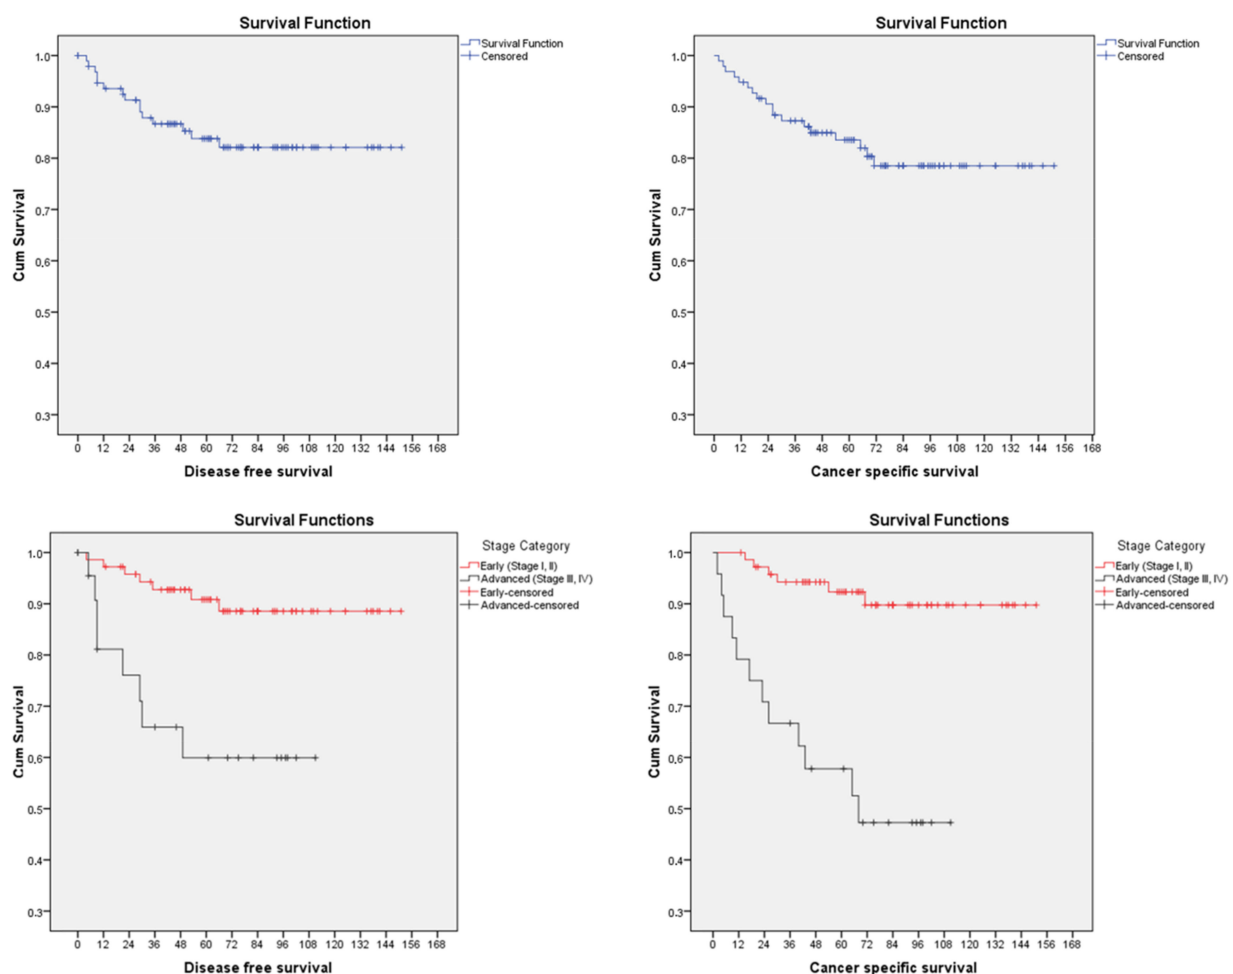 Survival Function
Survival Function
Censored
1.0
0.9
0.8
0.7
0.6
0.5
0.4
0.3
Cum Survival
0 12 24 36 48 60 72 84 96 108 120 132 144 156 168
Disease free survival
Survival Function
Survival Function
Censored
1.0
0.9
0.8
0.7
0.6
0.5
0.4
0.3
Cum Survival
0 12 24 36 48 60 72 84 96 108 120 132 144 156 168
Cancer specific survival
Survival Functions
Stage Category
Early (Stage I, II)
Advanced (Stage III, IV)
Early-censored
Advanced-censored
1.0
0.9
0.8
0.7
0.6
0.5
0.4
0.3
Cum Survival
0 12 24 36 48 60 72 84 96 108 120 132 144 156 168
Disease free survival
Survival Functions
Stage Category
Early (Stage I, II)
Advanced (Stage III, IV)
Early-censored
Advanced-censored
1.0
0.9
0.8
0.7
0.6
0.5
0.4
0.3
Cum Survival
0 12 24 36 48 60 72 84 96 108 120 132 144 156 168
Cancer specific survival